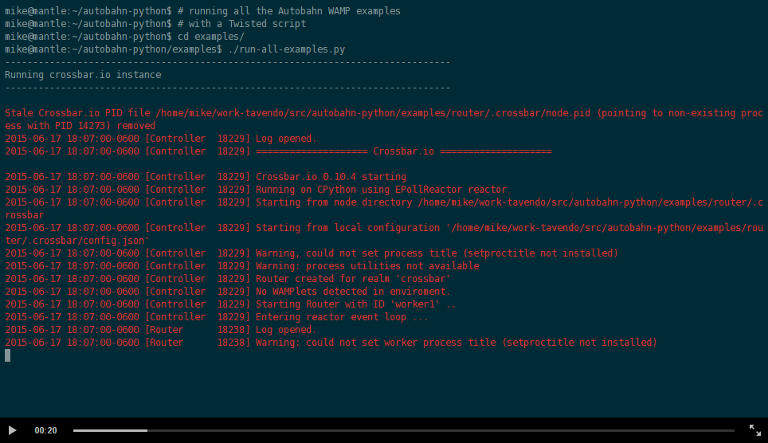 mike@mantle:~/autobahn-python$ # running all the Autobahn WAMP examples
mike@mantle:~/autobahn-python$ # with a Twisted script
mike@mantle:~/autobahn-python$ cd examples/
mike@mantle:~/autobahn-python/examples$ ./run-all-examples.py
--------------------------------------------------------------------------------
Running crossbar.io instance
--------------------------------------------------------------------------------
Stale Crossbar.io PID file /home/mike/work-tavendo/src/autobahn-python/examples/router/.crossbar/node.pid (pointing to non-existing proc
ess with PID 14273) removed
2015-06-17 18:07:00-0600 [Controller  18229] Log opened.
2015-06-17 18:07:00-0600 [Controller  18229] ==================== Crossbar.io ====================
2015-06-17 18:07:00-0600 [Controller  18229] Crossbar.io 0.10.4 starting
2015-06-17 18:07:00-0600 [Controller  18229] Running on CPython using EPollReactor reactor
2015-06-17 18:07:00-0600 [Controller  18229] Starting from node directory /home/mike/work-tavendo/src/autobahn-python/examples/router/.c
rossbar
2015-06-17 18:07:00-0600 [Controller  18229] Starting from local configuration '/home/mike/work-tavendo/src/autobahn-python/examples/rou
ter/.crossbar/config.json'
2015-06-17 18:07:00-0600 [Controller  18229] Warning, could not set process title (setproctitle not installed)
2015-06-17 18:07:00-0600 [Controller  18229] Warning: process utilities not available
2015-06-17 18:07:00-0600 [Controller  18229] Router created for realm 'crossbar'
2015-06-17 18:07:00-0600 [Controller  18229] No WAMPlets detected in enviroment.
2015-06-17 18:07:00-0600 [Controller  18229] Starting Router with ID 'worker1' ..
2015-06-17 18:07:00-0600 [Controller  18229] Entering reactor event loop ...
2015-06-17 18:07:00-0600 [Router      18238] Log opened.
2015-06-17 18:07:00-0600 [Router      18238] Warning: could not set worker process title (setproctitle not installed)
00:20